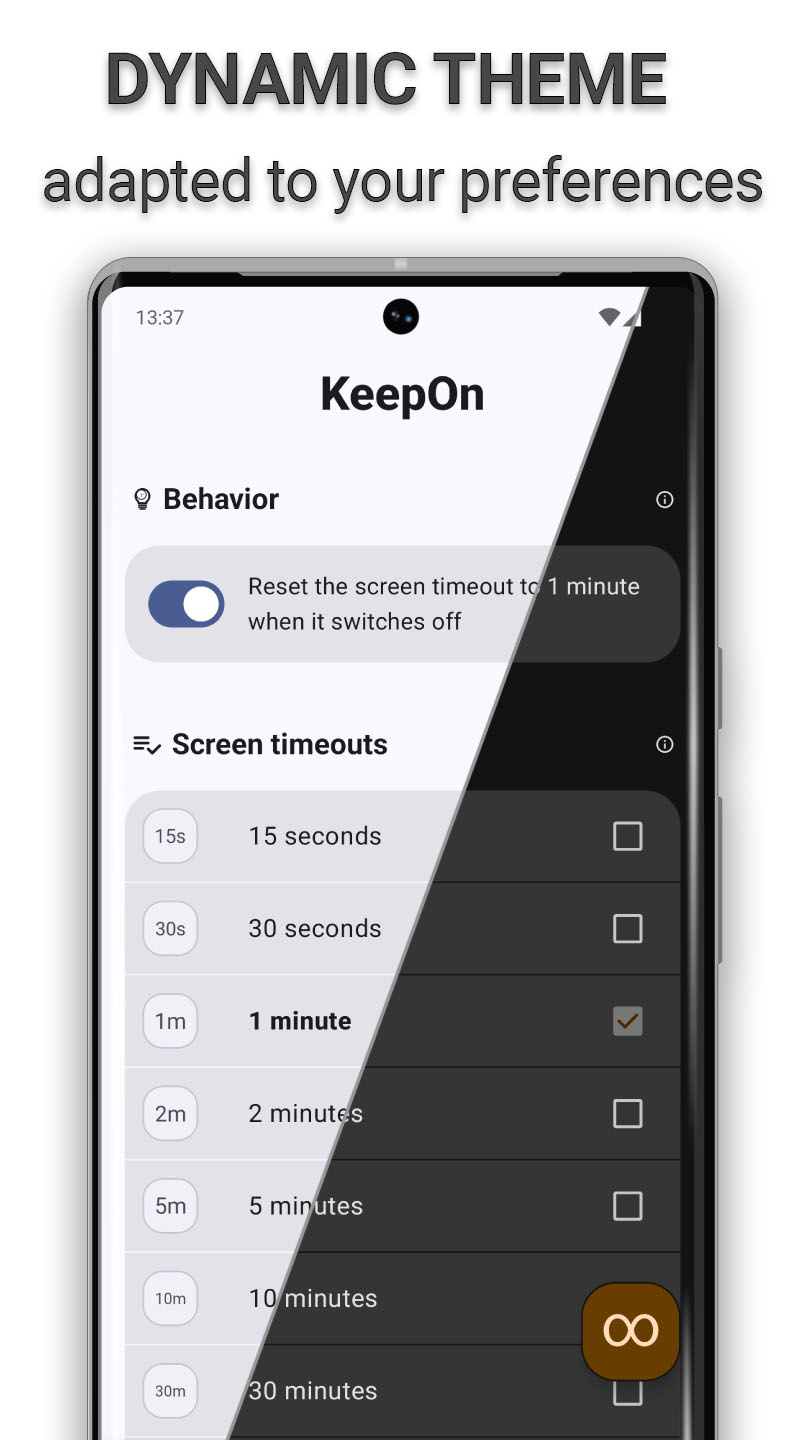 DYNAMIC THEME
adapted to your preferences
13:37
KeepOn
Behavior
Reset the screen timeout to 1 minute
when it switches off
Screen timeouts
15s 15 seconds
30s 30 seconds
1m 1 minute
2m 2 minutes
5m 5 minutes
10m 10 minutes
30m 30 minutes